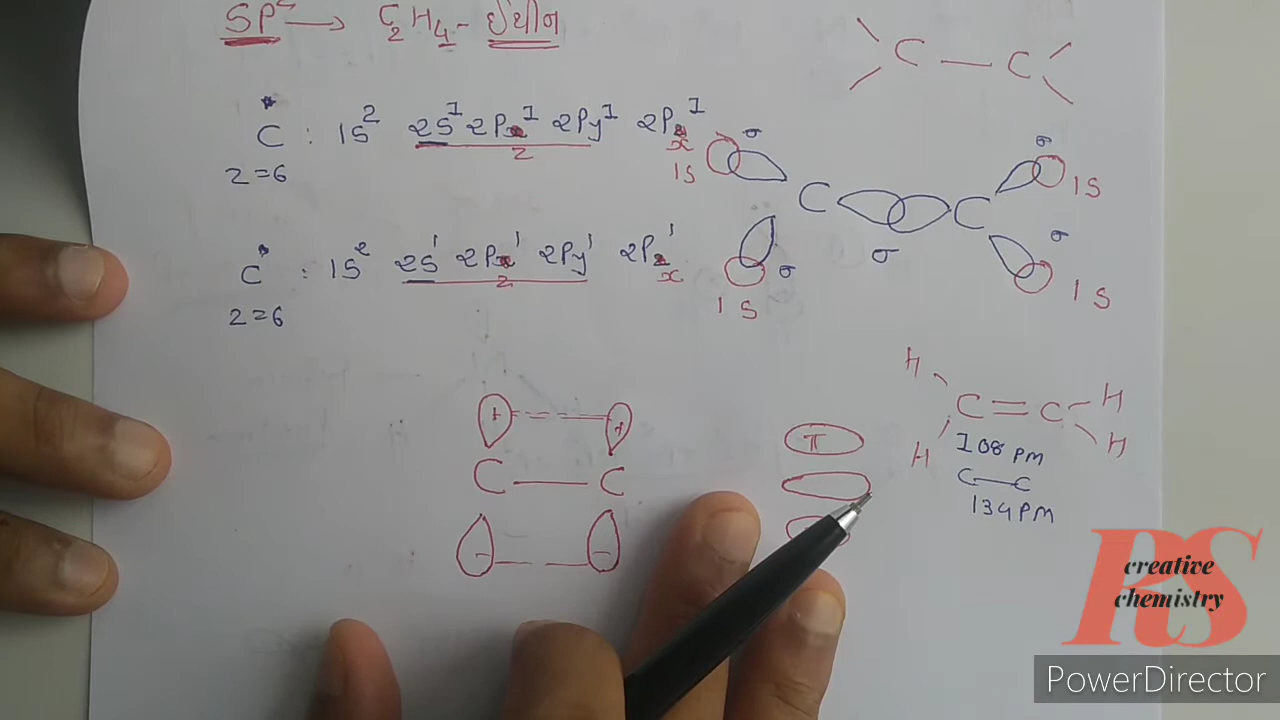 SP² → C₂H₄ - ઈથીન
C — C
C* : 1S² 2S¹ 2Pz¹ 2Py¹ 2Px¹
Z=6
C* : 1S² 2S¹ 2Pz¹ 2Py¹ 2Px¹
Z=6
σ σ
1S 1S
C C
σ
σ σ
1S 1S
+ +
C — C
- -
π
H H
C = C
H H
108 PM
C — C
134 PM
RS
creative
chemistry
PowerDirector